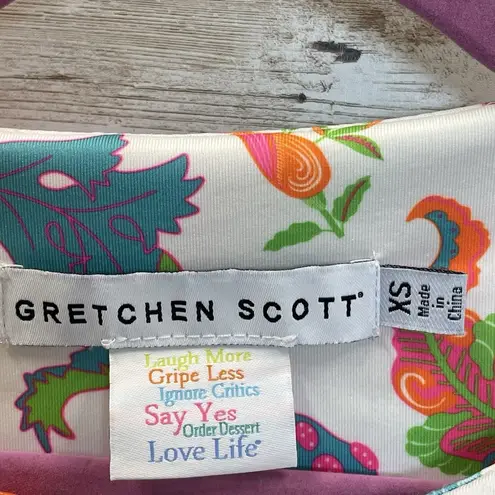 GRETCHEN SCOTT®
XS
Made
in
China
Laugh More
Gripe Less
Ignore Critics
Say Yes
Order Dessert
Love Life®